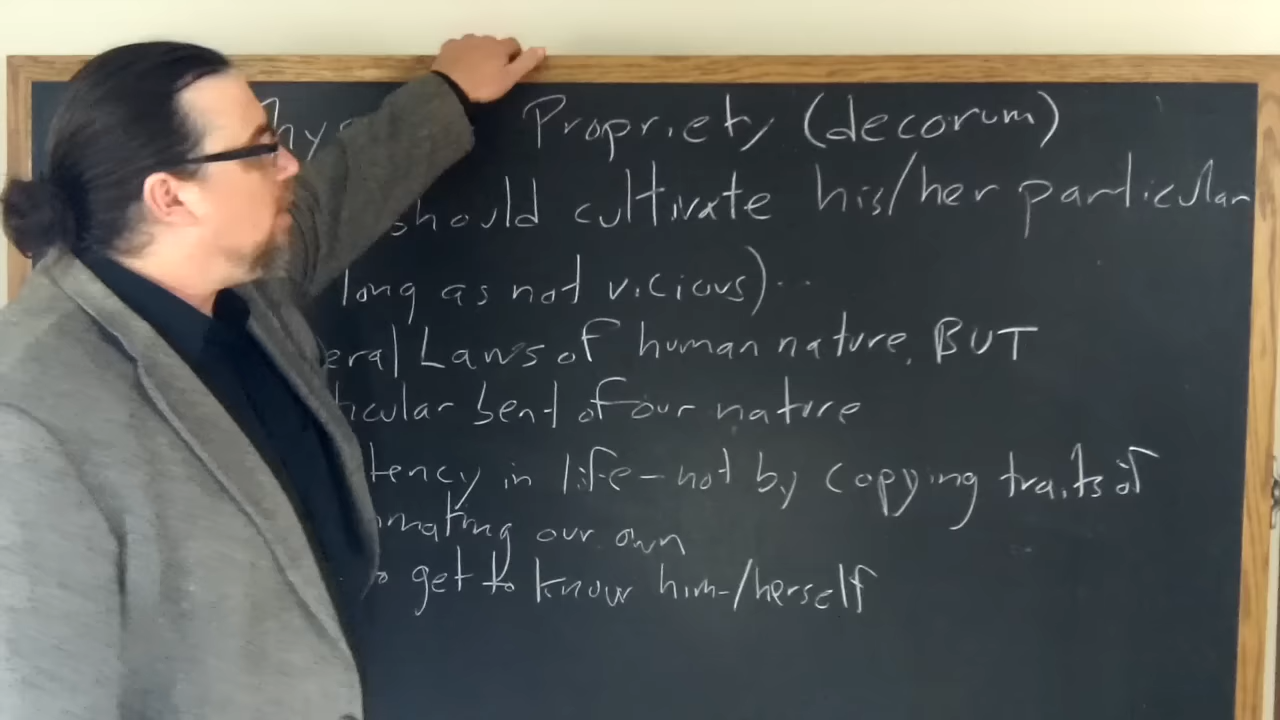 Propriety (decorum)
should cultivate his/her particular
long as not vicious)...
eral Laws of human nature, BUT
ticular bent of our nature
tency in life - not by copying traits of
mating our own
get to know him-/herself